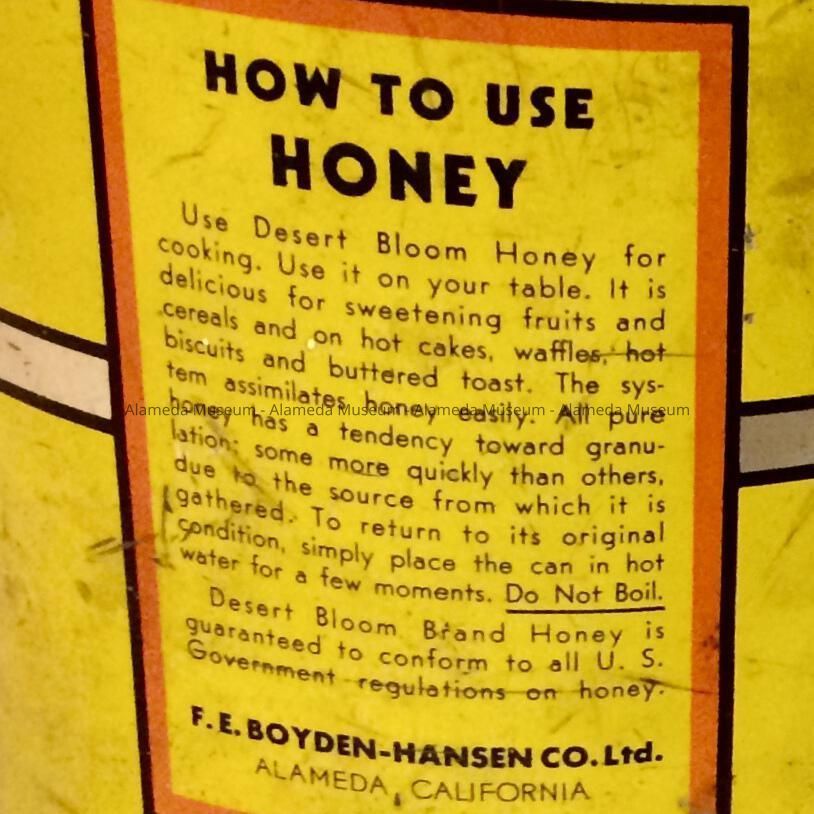 HOW TO USE
HONEY
Use Desert Bloom Honey for
cooking. Use it on your table. It is
delicious for sweetening fruits and
cereals and on hot cakes, waffles, hot
biscuits and buttered toast. The sys-
tem assimilates honey easily. All pure
Alameda Museum - Alameda Museum - Alameda Museum - Alameda Museum
honey has a tendency toward granu-
lation; some more quickly than others,
due to the source from which it is
gathered. To return to its original
condition, simply place the can in hot
water for a few moments. Do Not Boil.
Desert Bloom Brand Honey is
guaranteed to conform to all U. S.
Government regulations on honey.
F. E. BOYDEN-HANSEN CO. Ltd.
ALAMEDA, CALIFORNIA